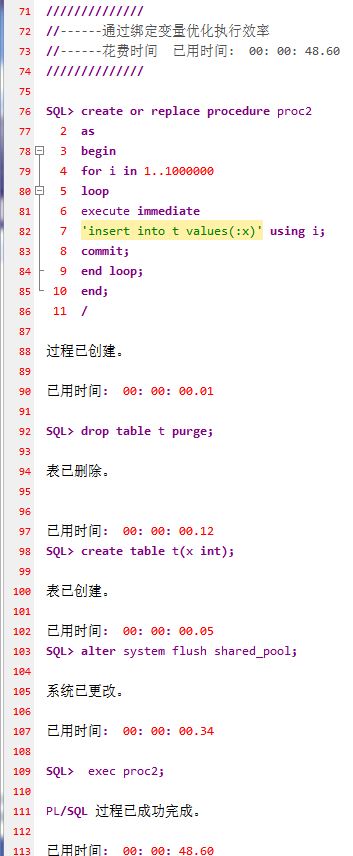 71 //////////////
72 //------通过绑定变量优化执行效率
73 //------花费时间  已用时间:  00: 00: 48.60
74 //////////////
75
76 SQL> create or replace procedure proc2
77   2  as
78   3  begin
79   4  for i in 1..1000000
80   5  loop
81   6  execute immediate
82   7  'insert into t values(:x)' using i;
83   8  commit;
84   9  end loop;
85  10  end;
86  11  /
87
88 过程已创建。
89
90 已用时间:  00: 00: 00.01
91
92 SQL> drop table t purge;
93
94 表已删除。
95
96
97 已用时间:  00: 00: 00.12
98 SQL> create table t(x int);
99
100 表已创建。
101
102 已用时间:  00: 00: 00.05
103 SQL> alter system flush shared_pool;
104
105 系统已更改。
106
107 已用时间:  00: 00: 00.34
108
109 SQL>  exec proc2;
110
111 PL/SQL 过程已成功完成。
112
113 已用时间:  00: 00: 48.60